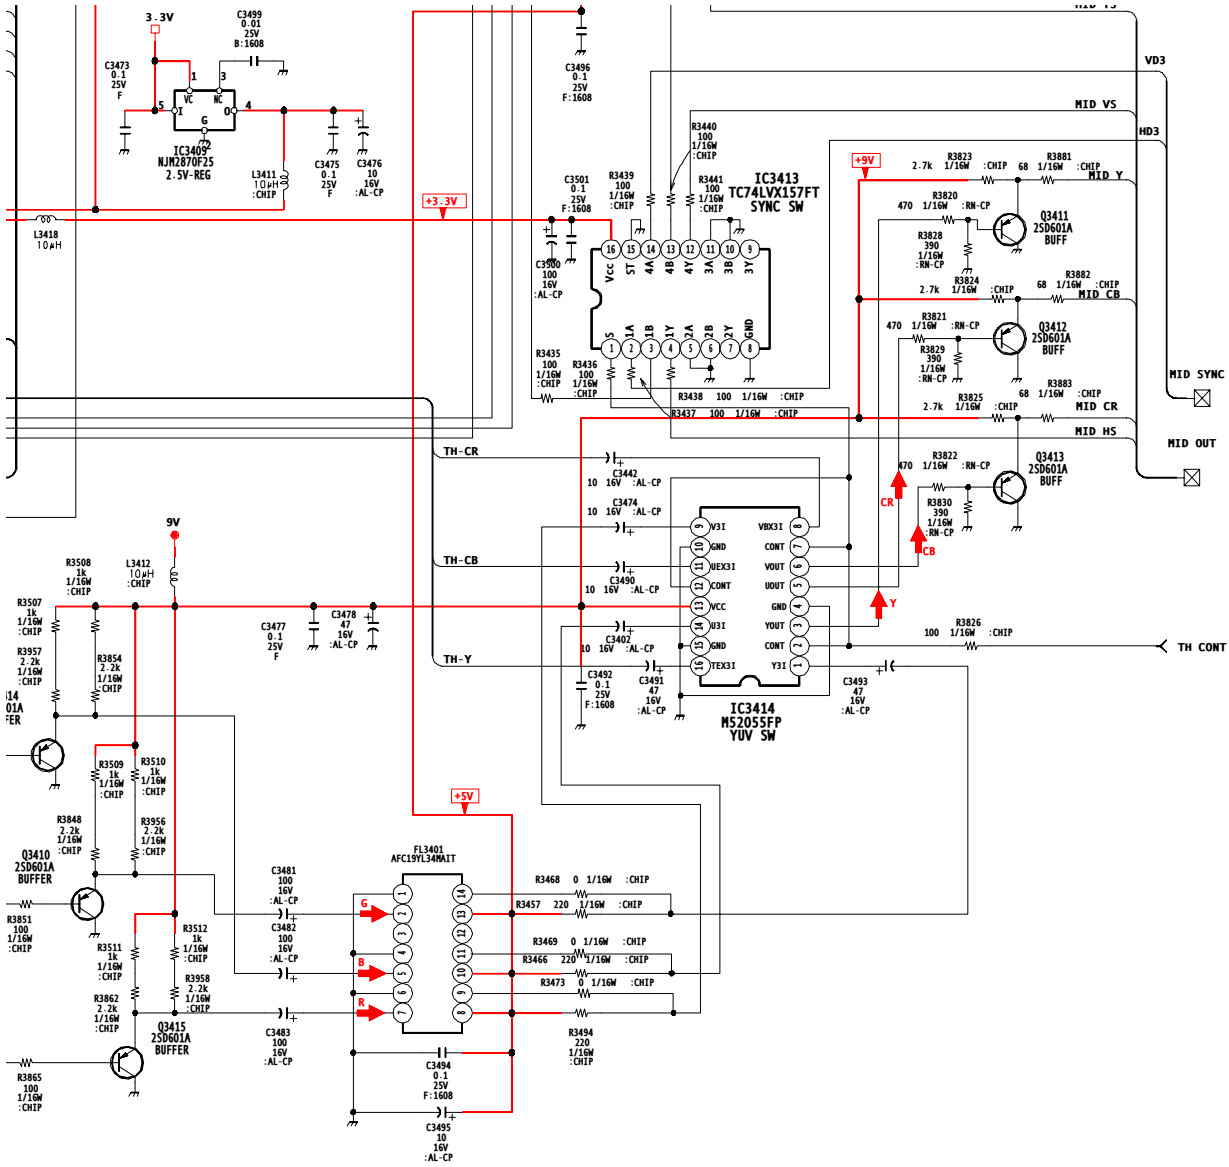 3.3V
C3499
0.01
25V
B:1608
C3473
0.1
25V
F
1
3
VC
NC
5
I
O
4
G
2
IC3409
NJM2870F25
2.5V-REG
L3411
10μH
:CHIP
C3475
0.1
25V
F
C3476
10
16V
:AL-CP
L3418
10μH
+3.3V
C3496
0.1
25V
F:1608
C3501
0.1
25V
F:1608
C3500
100
16V
:AL-CP
R3439
100
1/16W
:CHIP
R3440
100
1/16W
:CHIP
R3441
100
1/16W
:CHIP
IC3413
TC74LVX157FT
SYNC SW
16 15 14 13 12 11 10 9
Vcc ST 4A 4B 4Y 3A 3B 3Y
S 1A 1B 1Y 2A 2B 2Y GND
1 2 3 4 5 6 7 8
R3435
100
1/16W
:CHIP
R3436
100
1/16W
:CHIP
R3438 100 1/16W :CHIP
R3437 100 1/16W :CHIP
VD3
MID VS
HD3
+9V
R3823
2.7k 1/16W :CHIP
R3881
68 1/16W :CHIP
MID Y
R3820
470 1/16W :RN-CP
R3828
390
1/16W
:RN-CP
Q3411
2SD601A
BUFF
R3824
2.7k 1/16W :CHIP
R3882
68 1/16W :CHIP
MID CB
R3821
470 1/16W :RN-CP
R3829
390
1/16W
:RN-CP
Q3412
2SD601A
BUFF
R3825
2.7k 1/16W :CHIP
R3883
68 1/16W :CHIP
MID CR
MID HS
MID SYNC
MID OUT
R3822
470 1/16W :RN-CP
R3830
390
1/16W
:RN-CP
Q3413
2SD601A
BUFF
CR
CB
Y
TH-CR
C3442
10 16V :AL-CP
C3474
10 16V :AL-CP
TH-CB
C3490
10 16V :AL-CP
C3402
10 16V :AL-CP
TH-Y
C3491
47
16V
:AL-CP
C3492
0.1
25V
F:1608
9 V3I
10 GND
11 UEX3I
12 CONT
13 VCC
14 U3I
15 GND
16 TEX3I
VBX3I 8
CONT 7
VOUT 6
UOUT 5
GND 4
YOUT 3
CONT 2
Y3I 1
IC3414
M52055FP
YUV SW
C3493
47
16V
:AL-CP
R3826
100 1/16W :CHIP
TH CONT
9V
L3412
10μH
:CHIP
R3508
1k
1/16W
:CHIP
R3507
1k
1/16W
:CHIP
R3957
2.2k
1/16W
:CHIP
R3854
2.2k
1/16W
:CHIP
C3477
0.1
25V
F
C3478
47
16V
:AL-CP
R3509
1k
1/16W
:CHIP
R3510
1k
1/16W
:CHIP
R3848
2.2k
1/16W
:CHIP
R3956
2.2k
1/16W
:CHIP
Q3410
2SD601A
BUFFER
R3851
100
1/16W
:CHIP
R3511
1k
1/16W
:CHIP
R3512
1k
1/16W
:CHIP
R3862
2.2k
1/16W
:CHIP
R3958
2.2k
1/16W
:CHIP
Q3415
2SD601A
BUFFER
R3865
100
1/16W
:CHIP
C3481
100
16V
:AL-CP
C3482
100
16V
:AL-CP
C3483
100
16V
:AL-CP
G
B
R
+5V
FL3401
AFC19YL34MAIT
1 14
2 13
3 12
4 11
5 10
6 9
7 8
R3468 0 1/16W :CHIP
R3457 220 1/16W :CHIP
R3469 0 1/16W :CHIP
R3466 220 1/16W :CHIP
R3473 0 1/16W :CHIP
R3494
220
1/16W
:CHIP
C3494
0.1
25V
F:1608
C3495
10
16V
:AL-CP